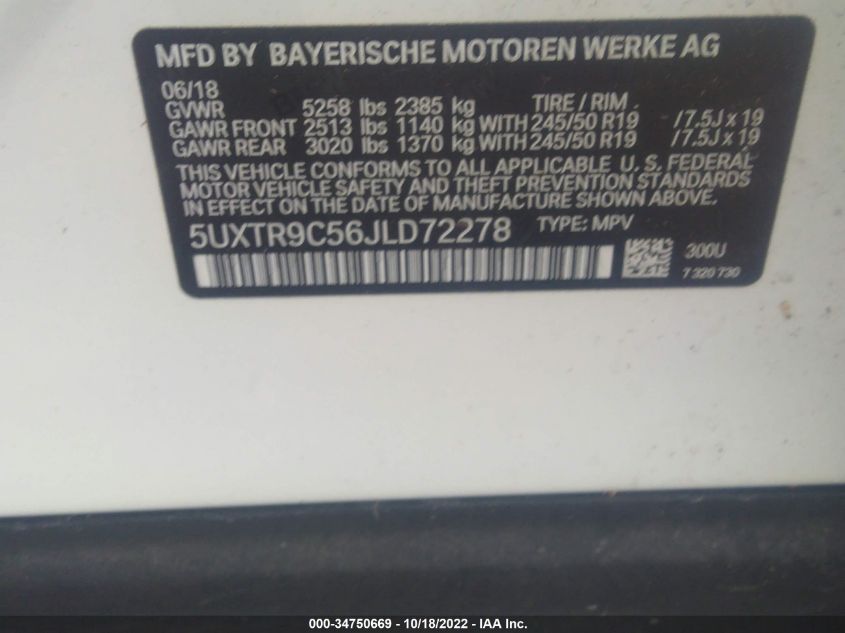 MFD BY BAYERISCHE MOTOREN WERKE AG
06/18
GVWR 5258 lbs 2385 kg TIRE / RIM
GAWR FRONT 2513 lbs 1140 kg WITH 245/50 R19 /7.5J x 19
GAWR REAR 3020 lbs 1370 kg WITH 245/50 R19 /7.5J x 19
THIS VEHICLE CONFORMS TO ALL APPLICABLE U. S. FEDERAL
MOTOR VEHICLE SAFETY AND THEFT PREVENTION STANDARDS
IN EFFECT ON THE DATE OF MANUFACTURE SHOWN ABOVE.
5UXTR9C56JLD72278 TYPE: MPV
300U
7 320 730
000-34750669 - 10/18/2022 - IAA Inc.